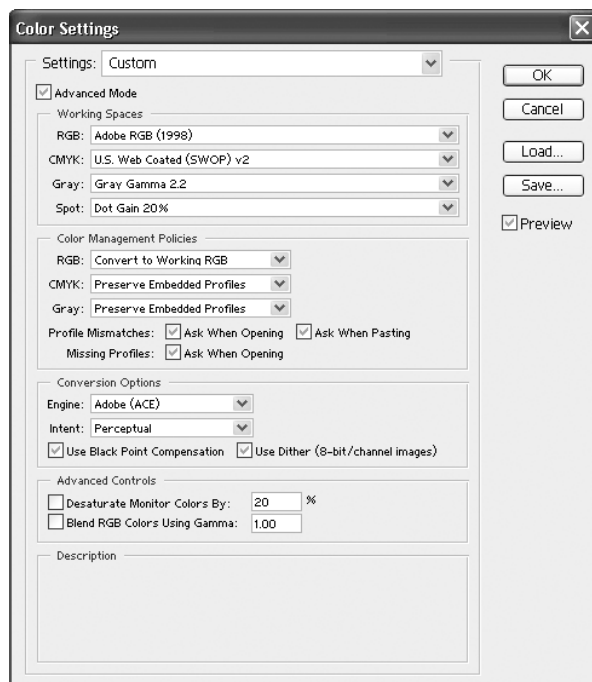 Color Settings
Settings: Custom
OK
Advanced Mode
Cancel
Working Spaces
RGB: Adobe RGB (1998)
CMYK: U.S. Web Coated (SWOP) v2
Load...
Gray: Gray Gamma 2.2
Save...
Spot: Dot Gain 20%
Preview
Color Management Policies
RGB: Convert to Working RGB
CMYK: Preserve Embedded Profiles
Gray: Preserve Embedded Profiles
Profile Mismatches: Ask When Opening Ask When Pasting
Missing Profiles: Ask When Opening
Conversion Options
Engine: Adobe (ACE)
Intent: Perceptual
Use Black Point Compensation Use Dither (8-bit/channel images)
Advanced Controls
Desaturate Monitor Colors By: 20 %
Blend RGB Colors Using Gamma: 1.00
Description